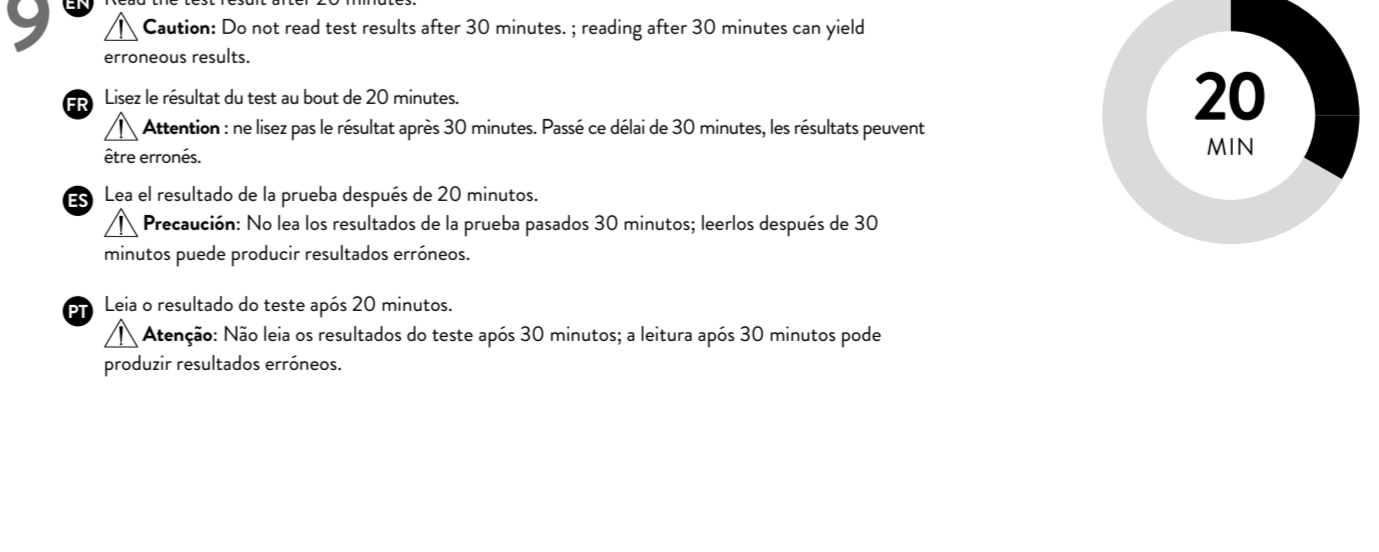 9
EN Read the test result after 20 minutes.
Caution: Do not read test results after 30 minutes. ; reading after 30 minutes can yield
erroneous results.
FR Lisez le résultat du test au bout de 20 minutes.
Attention : ne lisez pas le résultat après 30 minutes. Passé ce délai de 30 minutes, les résultats peuvent
être erronés.
ES Lea el resultado de la prueba después de 20 minutos.
Precaución: No lea los resultados de la prueba pasados 30 minutos; leerlos después de 30
minutos puede producir resultados erróneos.
PT Leia o resultado do teste após 20 minutos.
Atenção: Não leia os resultados do teste após 30 minutos; a leitura após 30 minutos pode
produzir resultados erróneos.
20
MIN